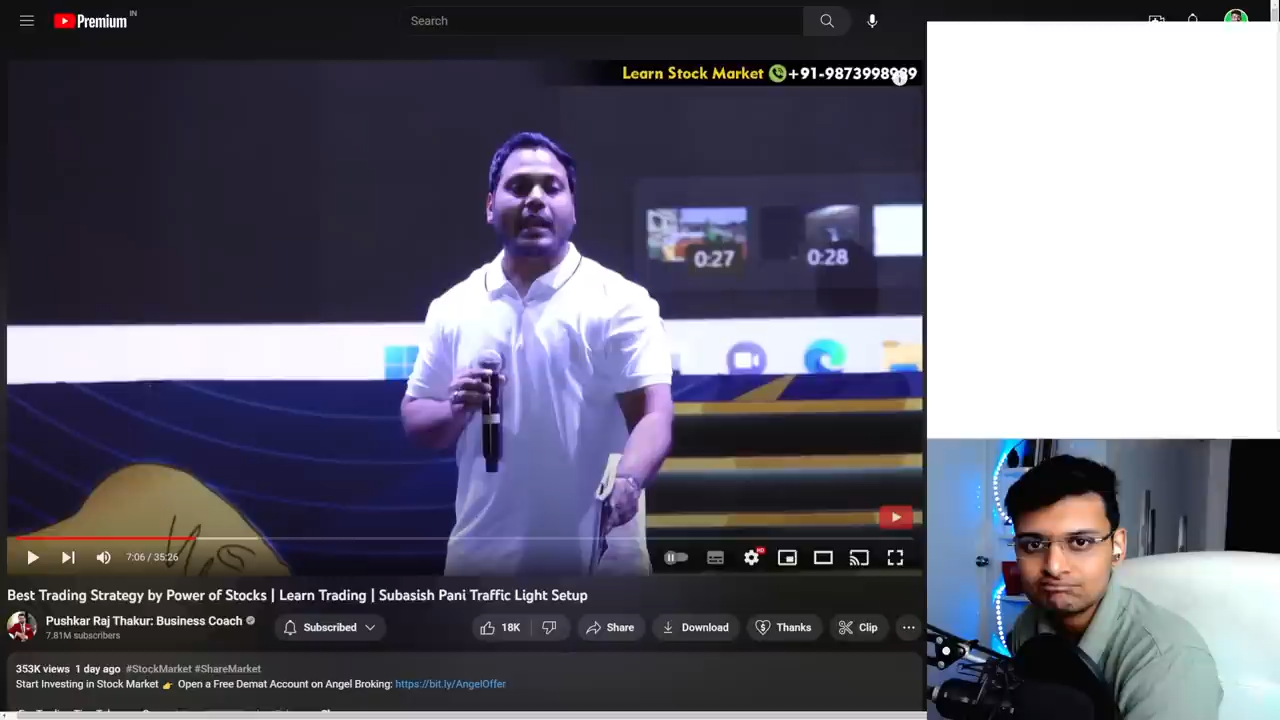 Premium IN
Search
Learn Stock Market +91-9873998989
0:27
0:28
7:06 / 35:26
HD
Best Trading Strategy by Power of Stocks | Learn Trading | Subasish Pani Traffic Light Setup
Pushkar Raj Thakur: Business Coach
7.81M subscribers
Subscribed
18K
Share
Download
Thanks
Clip
353K views 1 day ago #StockMarket #ShareMarket
Start Investing in Stock Market 👉 Open a Free Demat Account on Angel Broking: https://bit.ly/AngelOffer